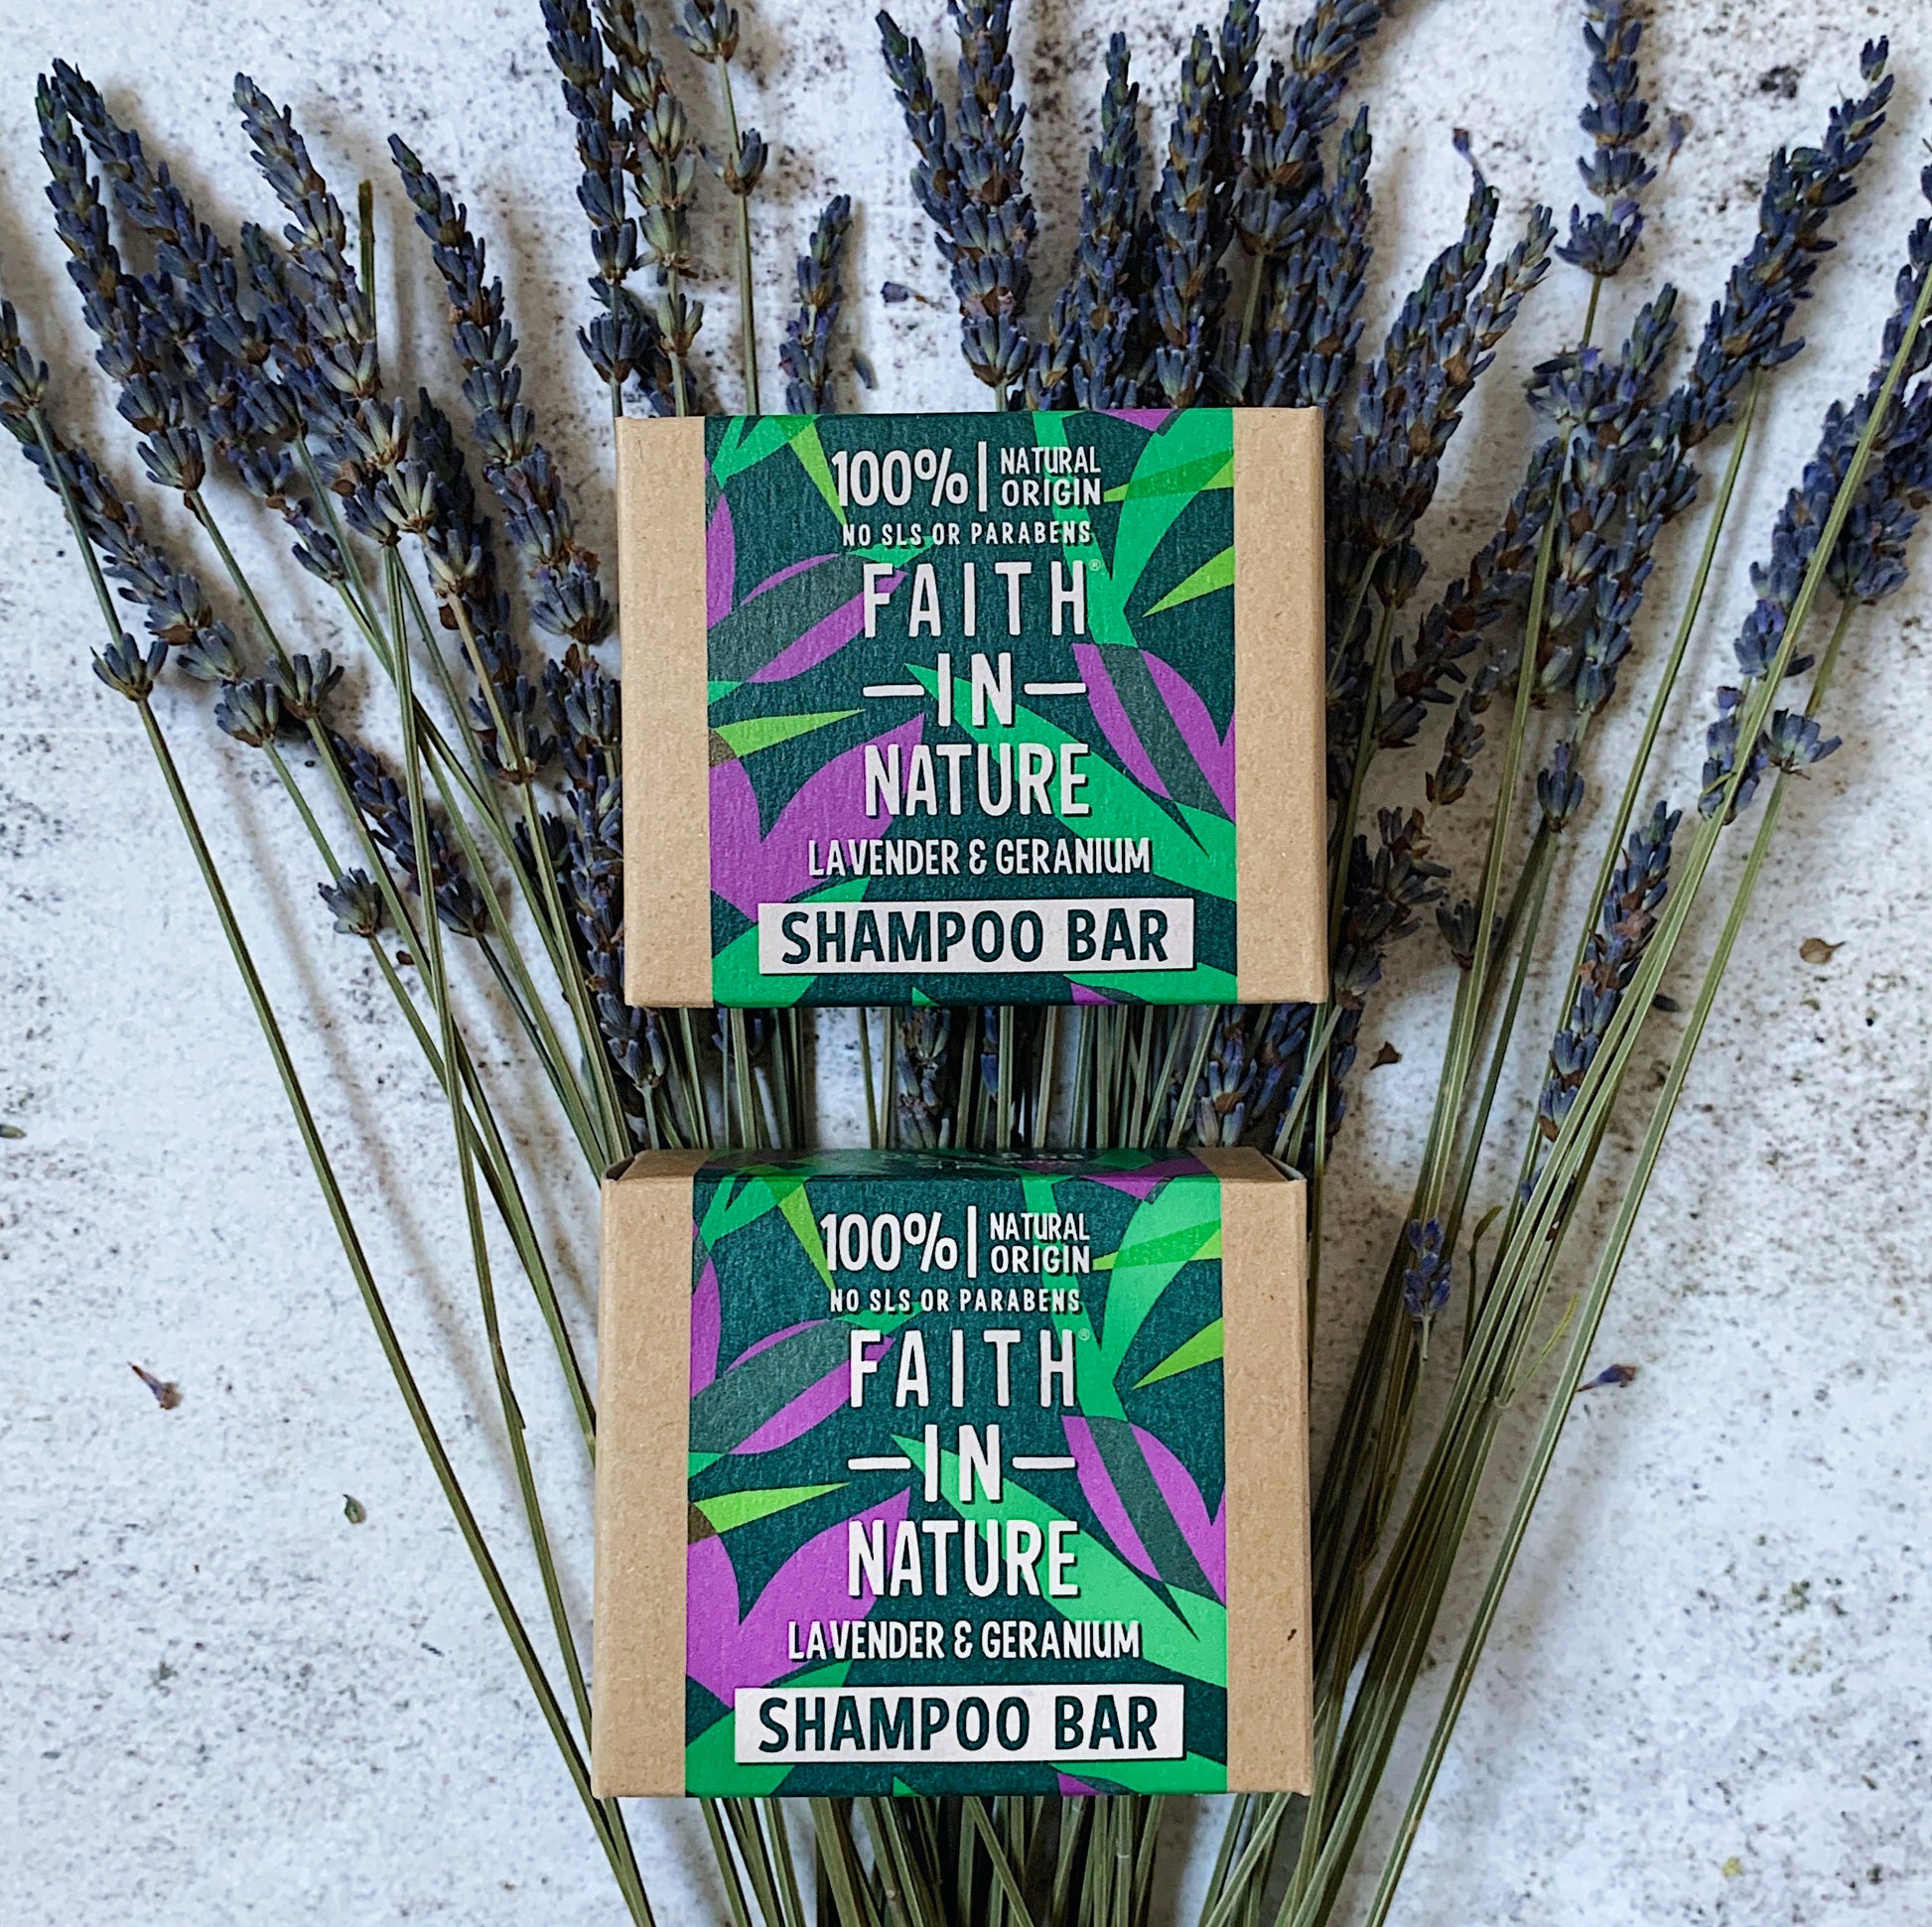 100% | NATURAL ORIGIN
NO SLS OR PARABENS
FAITH®
—IN—
NATURE
LAVENDER & GERANIUM
SHAMPOO BAR
100% | NATURAL ORIGIN
NO SLS OR PARABENS
FAITH®
—IN—
NATURE
LAVENDER & GERANIUM
SHAMPOO BAR